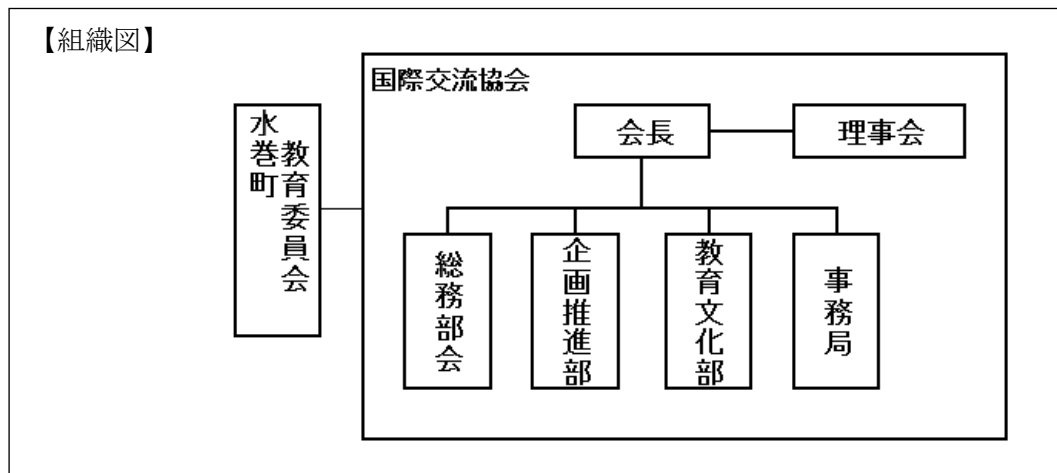 【組織図】
国際交流協会
水巻町
教育委員会
会長
理事会
総務部会
企画推進部
教育文化部
事務局